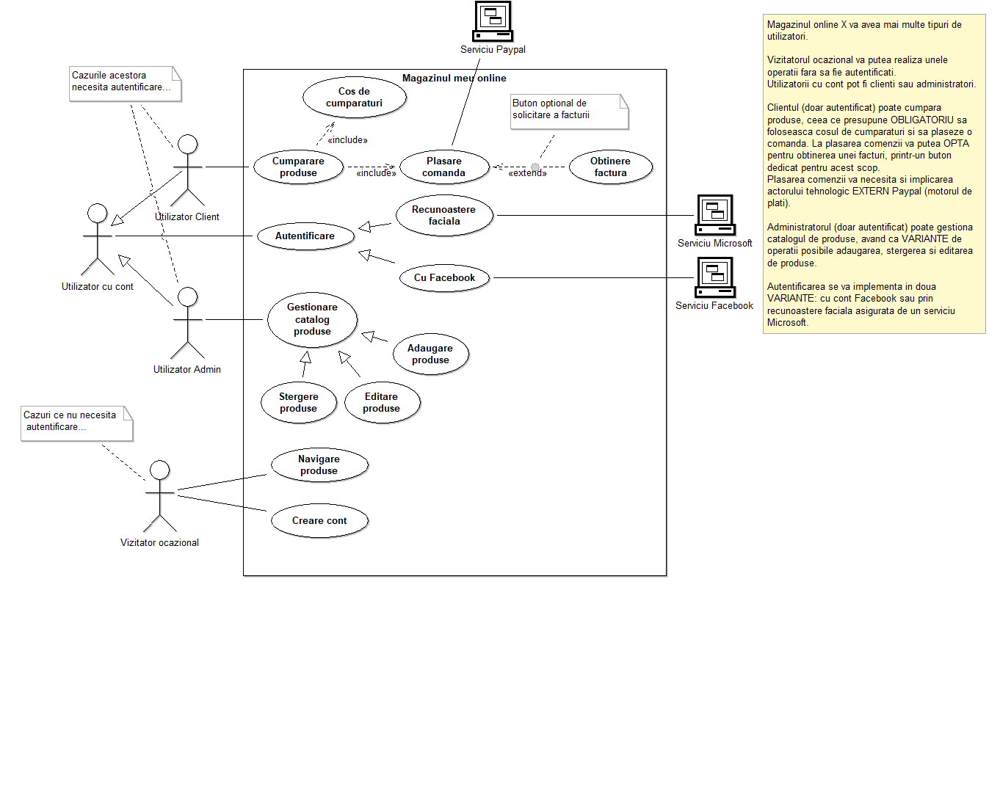 Serviciu Paypal
Magazinul meu online
Cazurile acestora
necesita autentificare...
Cos de
cumparaturi
Buton optional de
solicitare a facturii
«include»
Cumparare
produse
«include»
Plasare
comanda
«extend»
Obtinere
factura
Utilizator Client
Recunoastere
faciala
Serviciu Microsoft
Autentificare
Utilizator cu cont
Cu Facebook
Serviciu Facebook
Gestionare
catalog
produse
Utilizator Admin
Adaugare
produse
Stergere
produse
Editare
produse
Cazuri ce nu necesita
autentificare...
Navigare
produse
Creare cont
Vizitator ocazional
Magazinul online X va avea mai multe tipuri de
utilizatori.
Vizitatorul ocazional va putea realiza unele
operatii fara sa fie autentificati.
Utilizatorii cu cont pot fi clienti sau administratori.
Clientul (doar autentificat) poate cumpara
produse, ceea ce presupune OBLIGATORIU sa
foloseasca cosul de cumparaturi si sa plaseze o
comanda. La plasarea comenzii va putea OPTA
pentru obtinerea unei facturi, printr-un buton
dedicat pentru acest scop.
Plasarea comenzii va necesita si implicarea
actorului tehnologic EXTERN Paypal (motorul de
plati).
Administratorul (doar autentificat) poate gestiona
catalogul de produse, avand ca VARIANTE de
operatii posibile adaugarea, stergerea si editarea
de produse.
Autentificarea se va implementa in doua
VARIANTE: cu cont Facebook sau prin
recunoastere faciala asigurata de un serviciu
Microsoft.